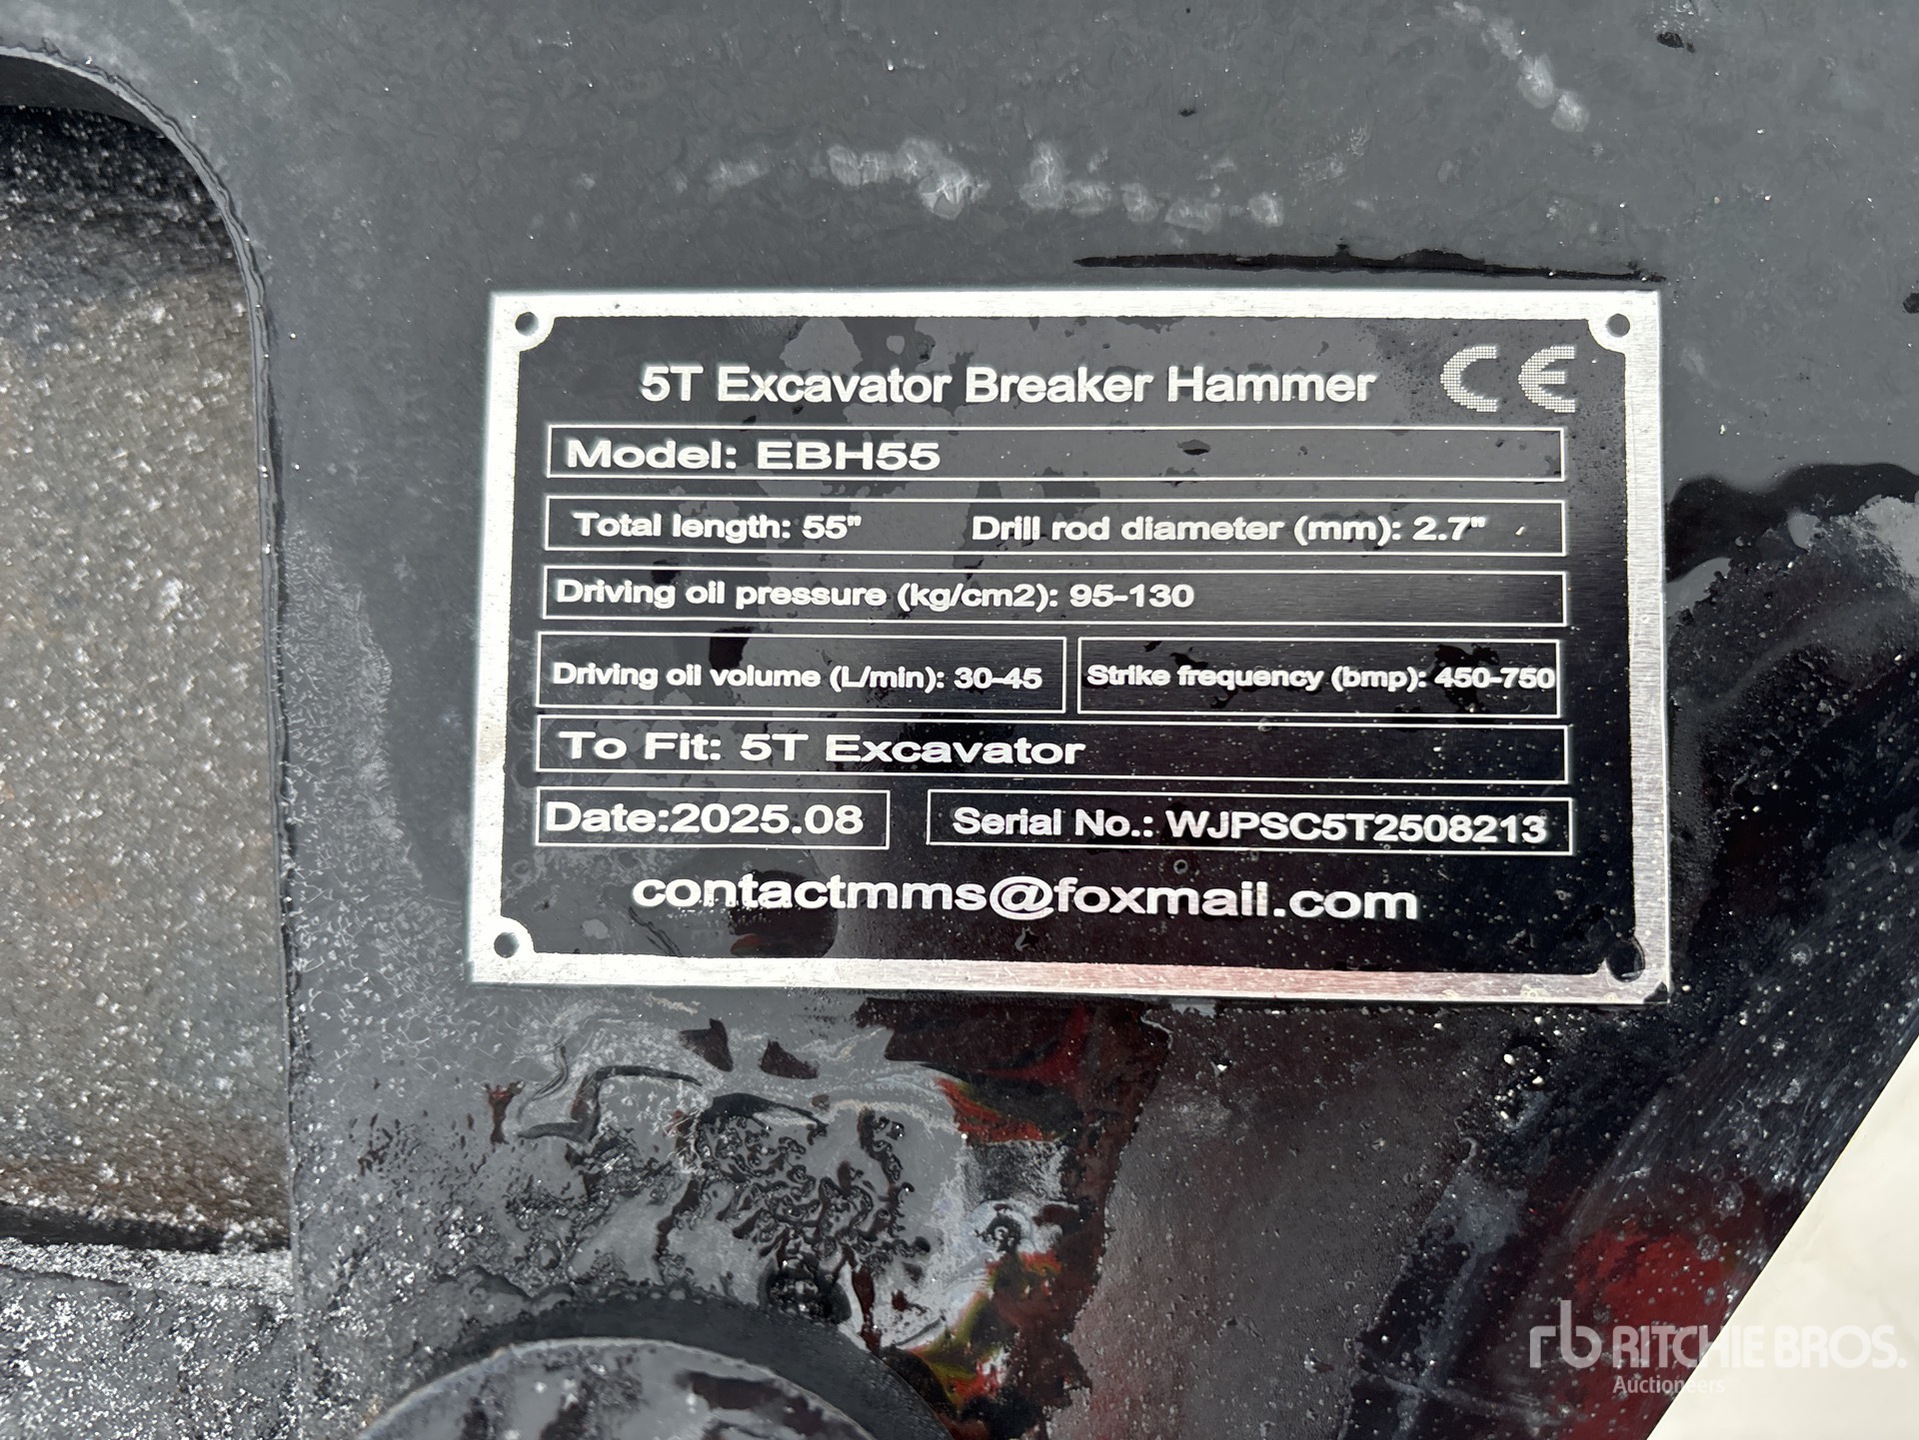 5T Excavator Breaker Hammer CE
Model: EBH55
Total length: 55" Drill rod diameter (mm): 2.7"
Driving oil pressure (kg/cm2): 95-130
Driving oil volume (L/min): 30-45 Strike frequency (bmp): 450-750
To Fit: 5T Excavator
Date:2025.08 Serial No.: WJPSC5T2508213
contactmms@foxmail.com
rb RITCHIE BROS.
Auctioneers